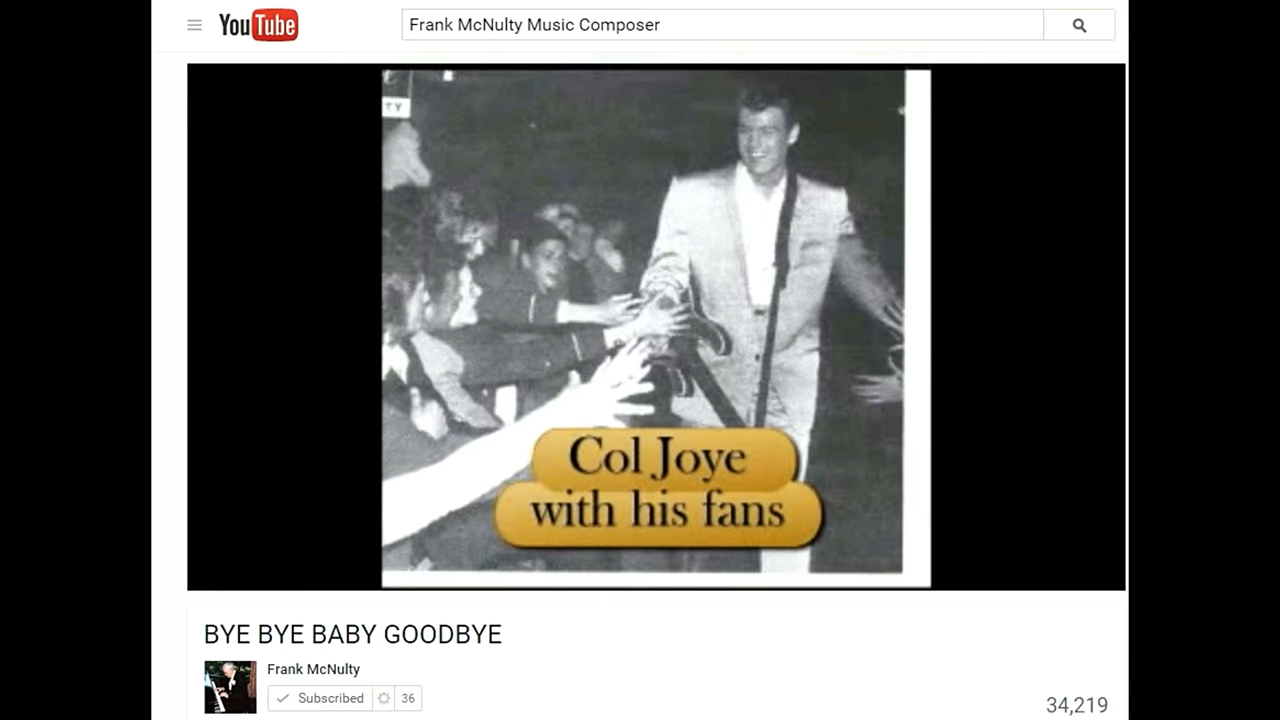 YouTube
Frank McNulty Music Composer
TY
Col Joye
with his fans
BYE BYE BABY GOODBYE
Frank McNulty
Subscribed 36
34,219